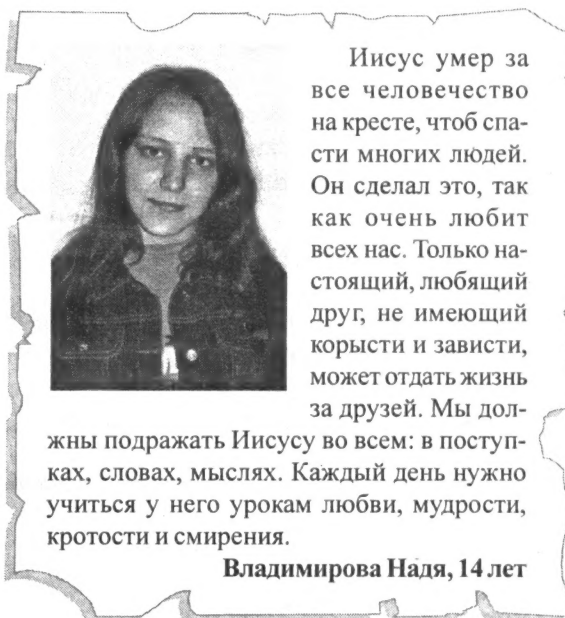 Иисус умер за
все человечество
на кресте, чтоб спа-
сти многих людей.
Он сделал это, так
как очень любит
всех нас. Только на-
стоящий, любящий
друг, не имеющий
корысти и зависти,
может отдать жизнь
за друзей. Мы дол-
жны подражать Иисусу во всем: в поступ-
ках, словах, мыслях. Каждый день нужно
учиться у него урокам любви, мудрости,
кротости и смирения.
Владимирова Надя, 14 лет